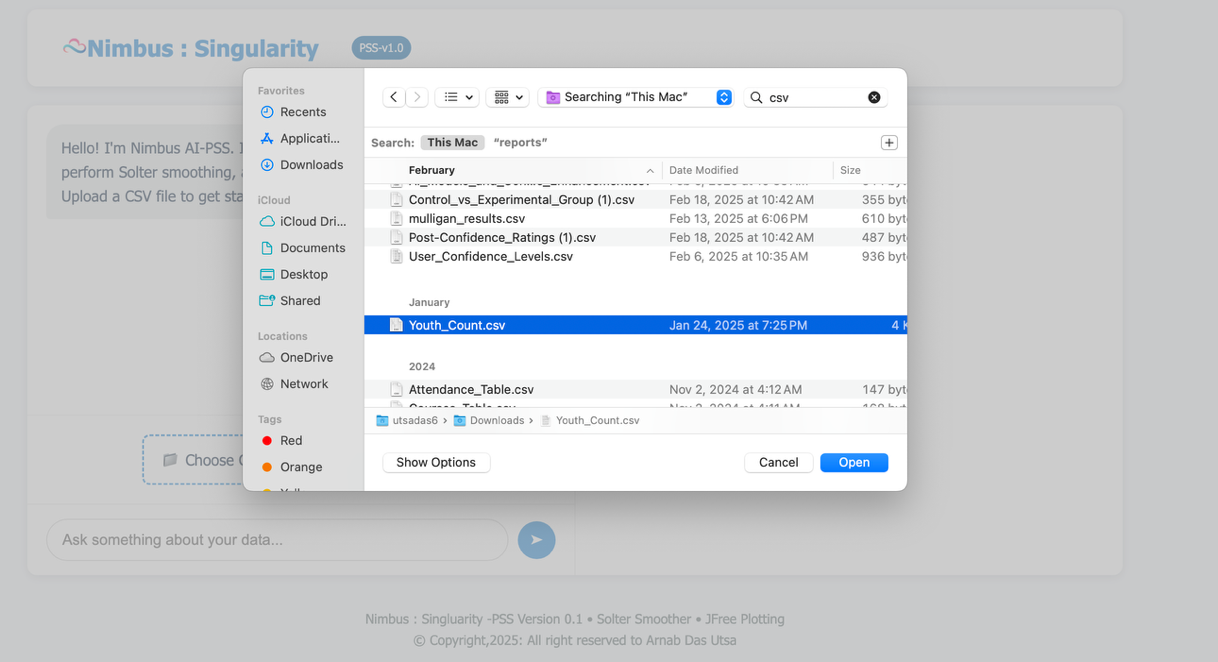 Nimbus : Singularity
PSS-v1.0
Hello! I'm Nimbus AI-PSS. I
perform Solter smoothing, a
Upload a CSV file to get sta
Choose C
Ask something about your data...
Favorites
Recents
Applicati...
Downloads
iCloud
iCloud Dri...
Documents
Desktop
Shared
Locations
OneDrive
Network
Tags
Red
Orange
Searching “This Mac”
csv
Search: This Mac “reports”
February Date Modified Size
Control_vs_Experimental_Group (1).csv Feb 18, 2025 at 10:42 AM 355 byt
mulligan_results.csv Feb 13, 2025 at 6:06 PM 610 byt
Post-Confidence_Ratings (1).csv Feb 18, 2025 at 10:42 AM 487 byt
User_Confidence_Levels.csv Feb 6, 2025 at 10:35 AM 936 byt
January
Youth_Count.csv Jan 24, 2025 at 7:25 PM 4 K
2024
Attendance_Table.csv Nov 2, 2024 at 4:12 AM 147 byt
utsadas6 › Downloads › Youth_Count.csv
Show Options
Cancel
Open
Nimbus : Singluarity -PSS Version 0.1 • Solter Smoother • JFree Plotting
© Copyright,2025: All right reserved to Arnab Das Utsa